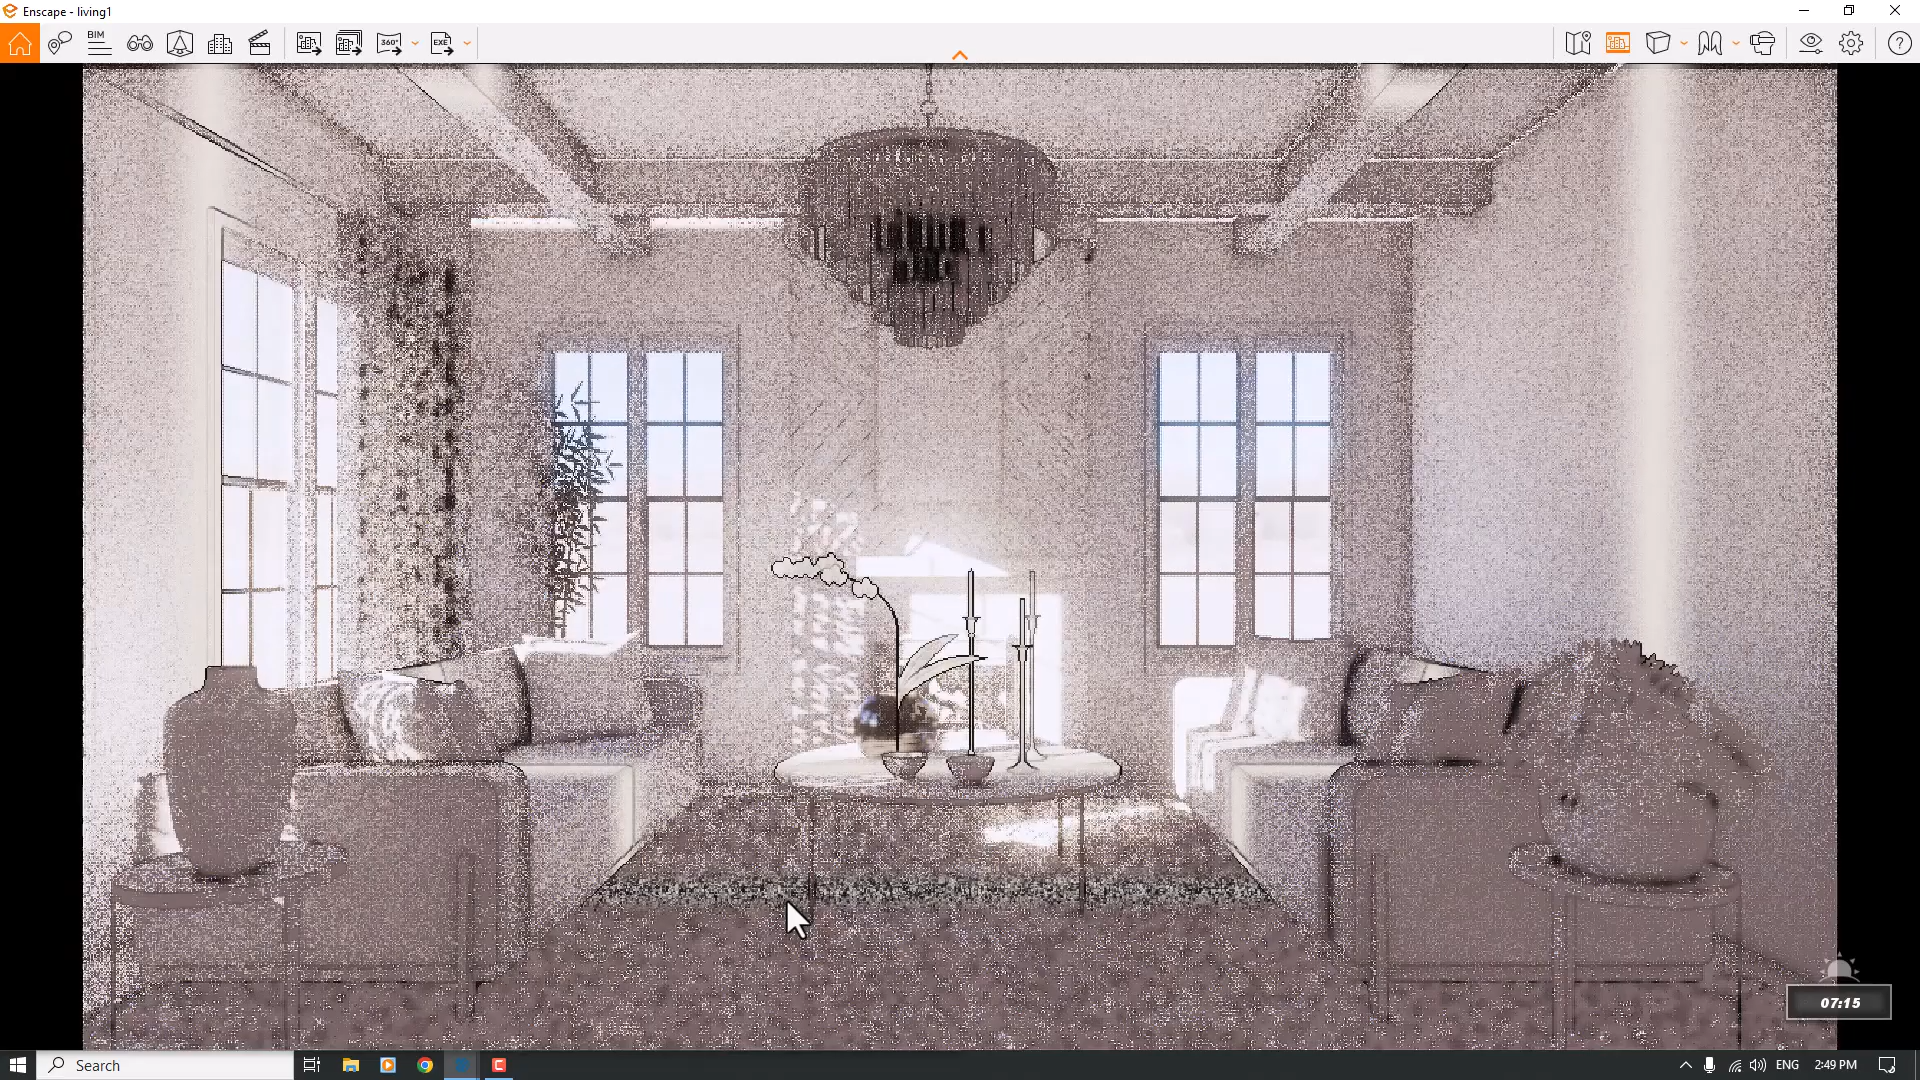 Enscape - living1
BIM
360°
EXE
?
07:15
Search
ENG
2:49 PM